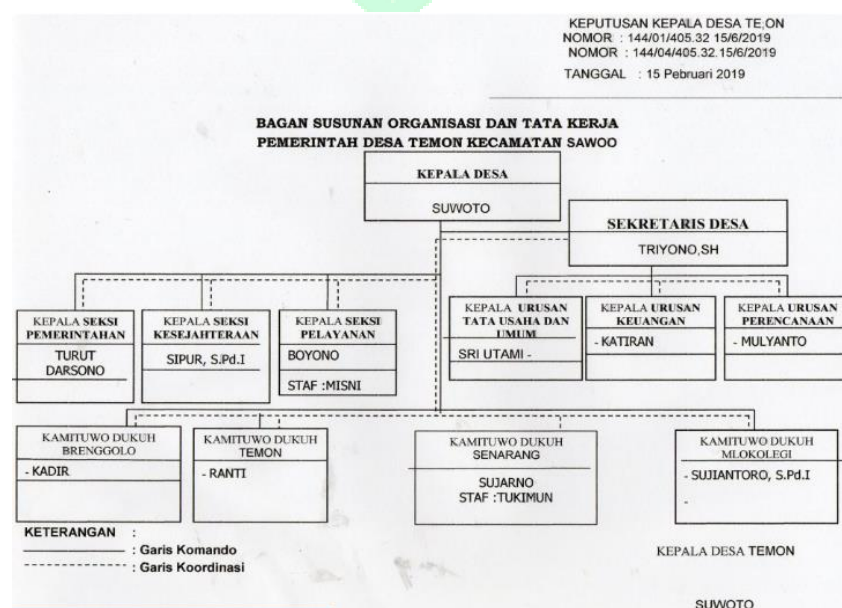 KEPUTUSAN KEPALA DESA TE,ON
NOMOR : 144/01/405.32 15/6/2019
NOMOR : 144/04/405.32.15/6/2019
TANGGAL : 15 Pebruari 2019
BAGAN SUSUNAN ORGANISASI DAN TATA KERJA
PEMERINTAH DESA TEMON KECAMATAN SAWOO
KEPALA DESA
SUWOTO
SEKRETARIS DESA
TRIYONO,SH
KEPALA SEKSI
PEMERINTAHAN
TURUT
DARSONO
KEPALA SEKSI
KESEJAHTERAAN
SIPUR, S.Pd.I
KEPALA SEKSI
PELAYANAN
BOYONO
STAF :MISNI
KEPALA URUSAN
TATA USAHA DAN
UMUM
SRI UTAMI -
KEPALA URUSAN
KEUANGAN
- KATIRAN
KEPALA URUSAN
PERENCANAAN
- MULYANTO
KAMITUWO DUKUH
BRENGGOLO
- KADIR
KAMITUWO DUKUH
TEMON
- RANTI
KAMITUWO DUKUH
SENARANG
SUJARNO
STAF :TUKIMUN
KAMITUWO DUKUH
MLOKOLEGI
- SUJIANTORO, S.Pd.I
-
KETERANGAN :
: Garis Komando
: Garis Koordinasi
KEPALA DESA TEMON
SUWOTO